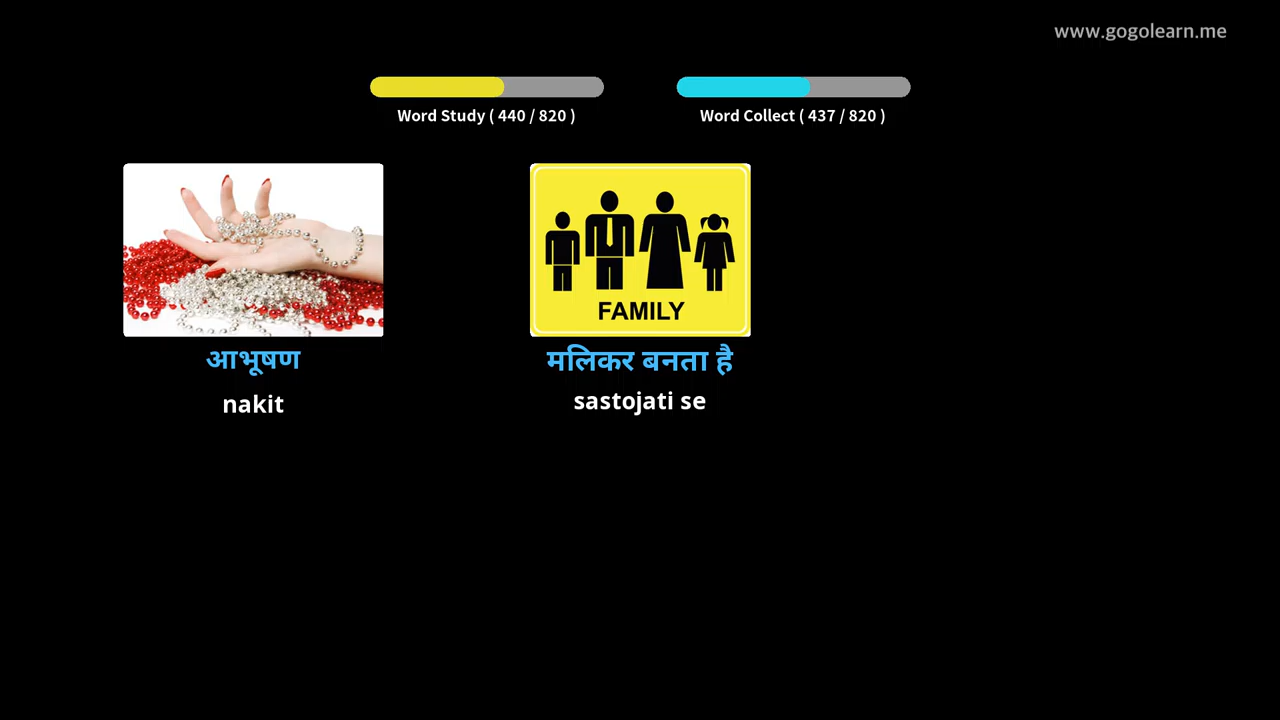 www.gogolearn.me
Word Study ( 440 / 820 )
Word Collect ( 437 / 820 )
FAMILY
आभूषण
मलिकर बनता है
nakit
sastojati se